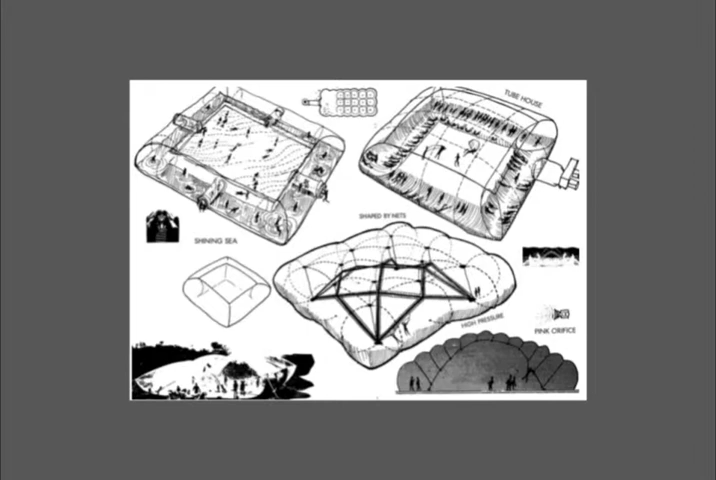 TUBE HOUSE
SHAPED BY NETS
SHINING SEA
HIGH PRESSURE
PINK ORIFICE